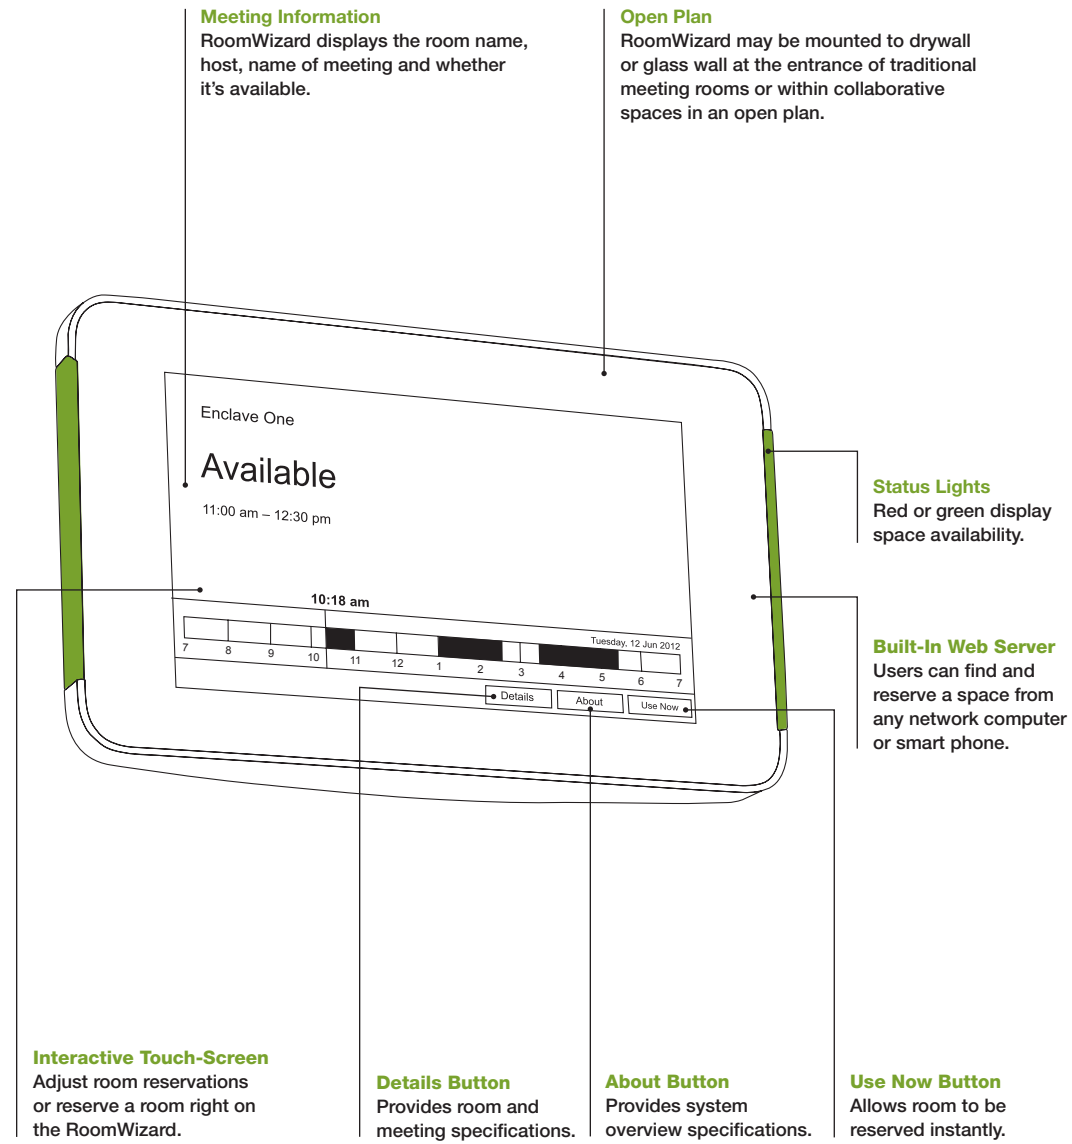 Meeting Information
RoomWizard displays the room name,
host, name of meeting and whether
it's available.
Open Plan
RoomWizard may be mounted to drywall
or glass wall at the entrance of traditional
meeting rooms or within collaborative
spaces in an open plan.
Enclave One
Available
11:00 am – 12:30 pm
10:18 am
Tuesday, 12 Jun 2012
7 8 9 10 11 12 1 2 3 4 5 6 7
Details About Use Now
Status Lights
Red or green display
space availability.
Built-In Web Server
Users can find and
reserve a space from
any network computer
or smart phone.
Interactive Touch-Screen
Adjust room reservations
or reserve a room right on
the RoomWizard.
Details Button
Provides room and
meeting specifications.
About Button
Provides system
overview specifications.
Use Now Button
Allows room to be
reserved instantly.